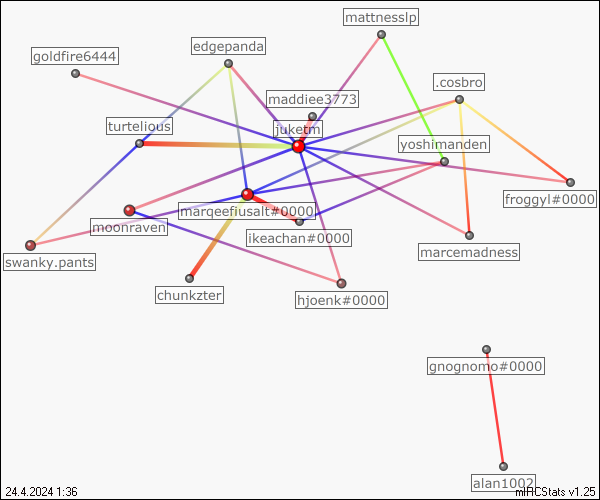 mattnesslp
edgepanda
goldfire6444
.cosbro
maddiee3773
turtelious
juketm
yoshimanden
froggyl#0000
marqeefiusalt#0000
moonraven
ikeachan#0000
marcemadness
swanky.pants
chunkzter
hjoenk#0000
gnognomo#0000
alan1002
24.4.2024 1:36
mIRCStats v1.25